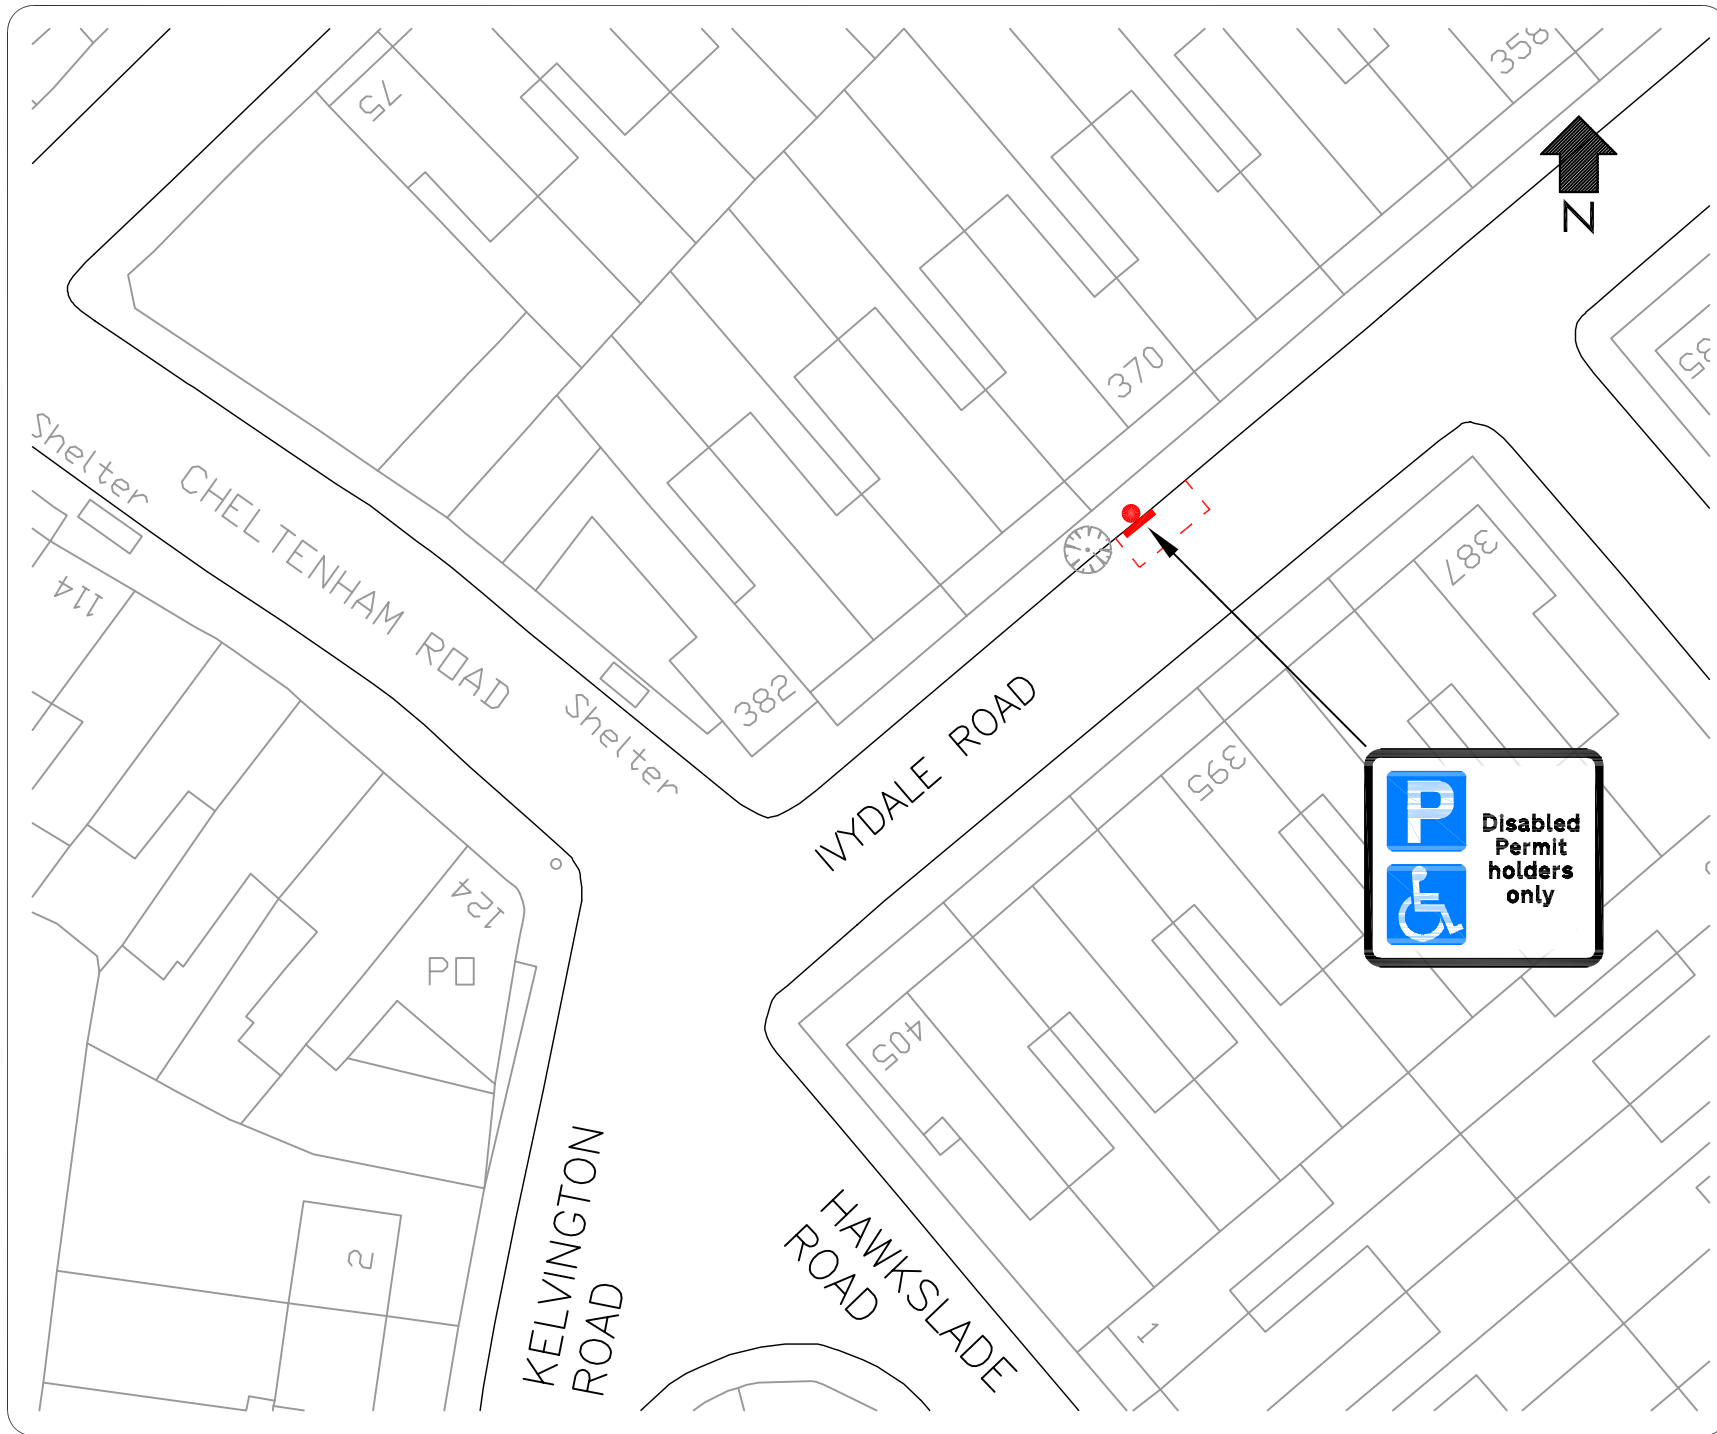 358
75
N
35
370
Shelter
CHELTENHAM ROAD
387
114
382
Shelter
IVYDALE ROAD
395
P
Disabled
Permit
holders
only
124
PO
405
KELVINGTON
ROAD
HAWKSLADE
ROAD
2
1